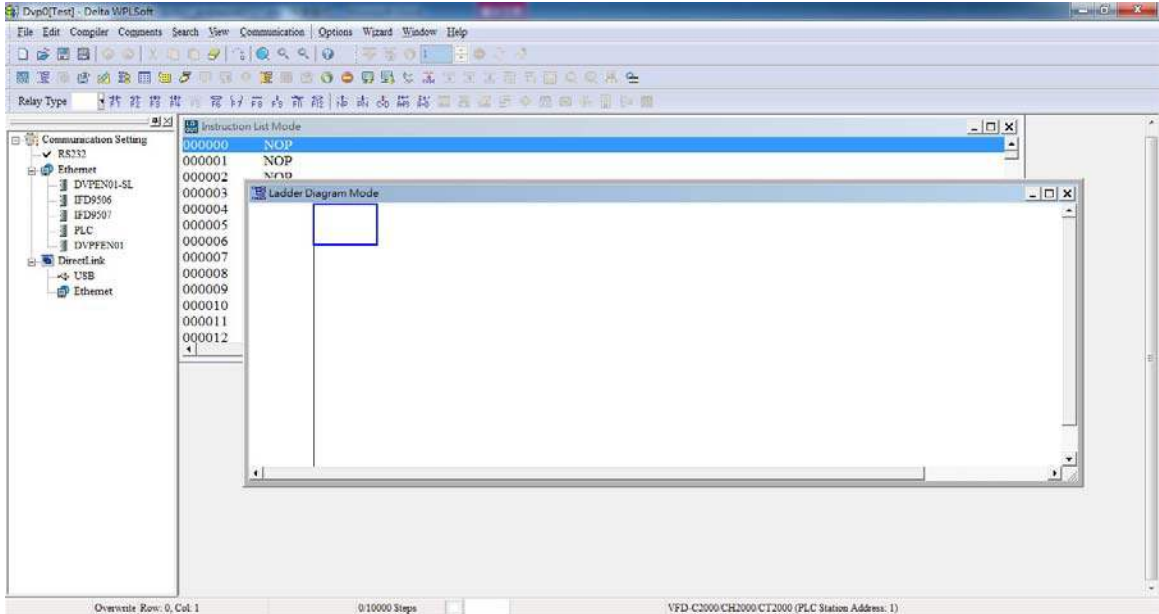 Dvp0[Test] - Delta WPLSoft
File Edit Compiler Comments Search View Communication Options Wizard Window Help
Relay Type
Communication Setting
RS232
Ethernet
DVPEN01-SL
IFD9506
IFD9507
PLC
DVPFEN01
DirectLink
USB
Ethernet
Instruction List Mode
000000 NOP
000001 NOP
000002 NOP
000003
000004
000005
000006
000007
000008
000009
000010
000011
000012
Ladder Diagram Mode
Overwrite Row: 0, Col: 1
0/10000 Steps
VFD-C2000/CH2000/CT2000 (PLC Station Address: 1)